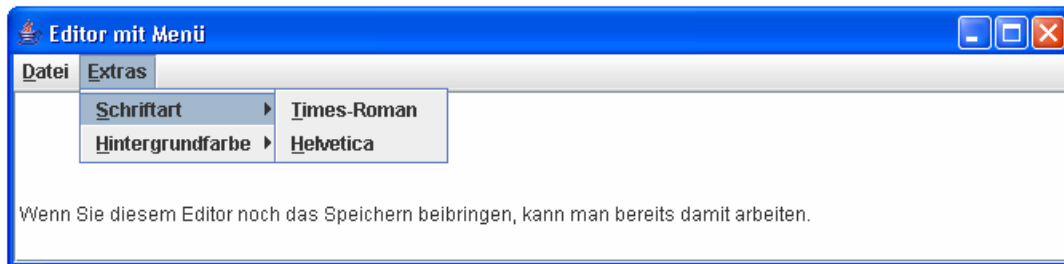 Editor mit Menü
Datei Extras
Schriftart Times-Roman
Hintergrundfarbe Helvetica
Wenn Sie diesem Editor noch das Speichern beibringen, kann man bereits damit arbeiten.